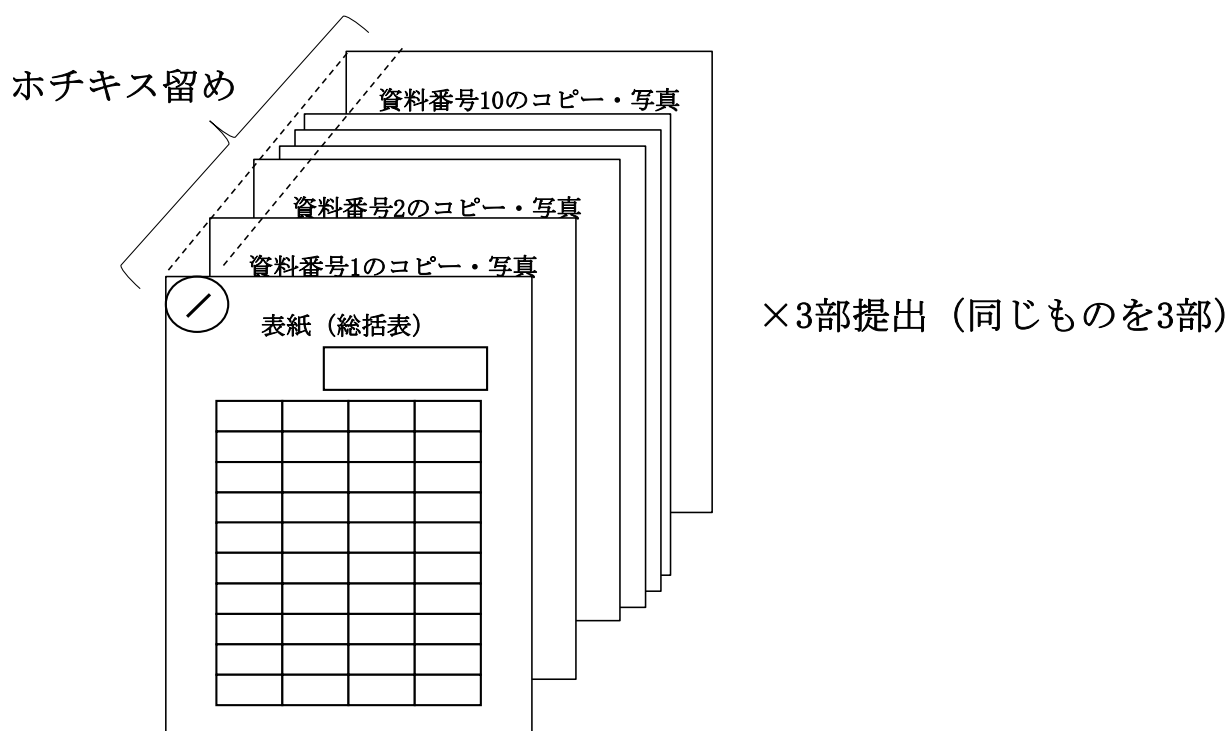 ホチキス留め
資料番号10のコピー・写真
資料番号2のコピー・写真
資料番号1のコピー・写真
表紙（総括表）
×3部提出（同じものを3部）